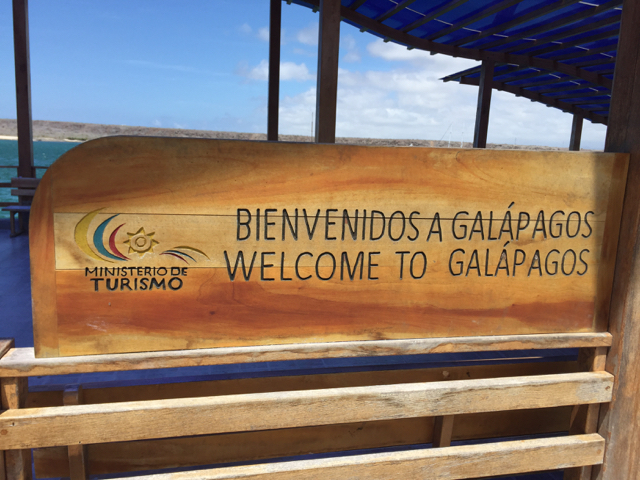 MINISTERIO DE
TURISMO
BIENVENIDOS A GALÁPAGOS
WELCOME TO GALÁPAGOS